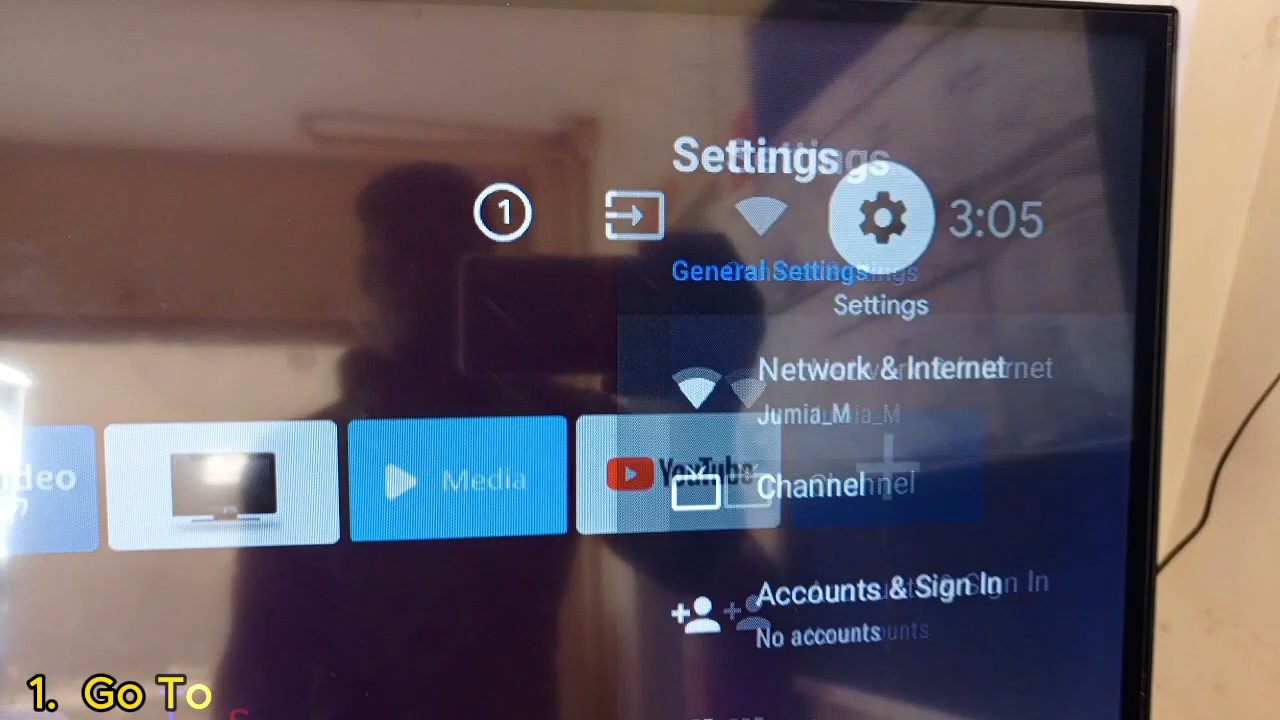 Settings
1
3:05
General Settings
Settings
Network & Internet
Jumia_M
deo
Media
YouTube
Channel
Accounts & Sign In
No accounts
1. Go To
S